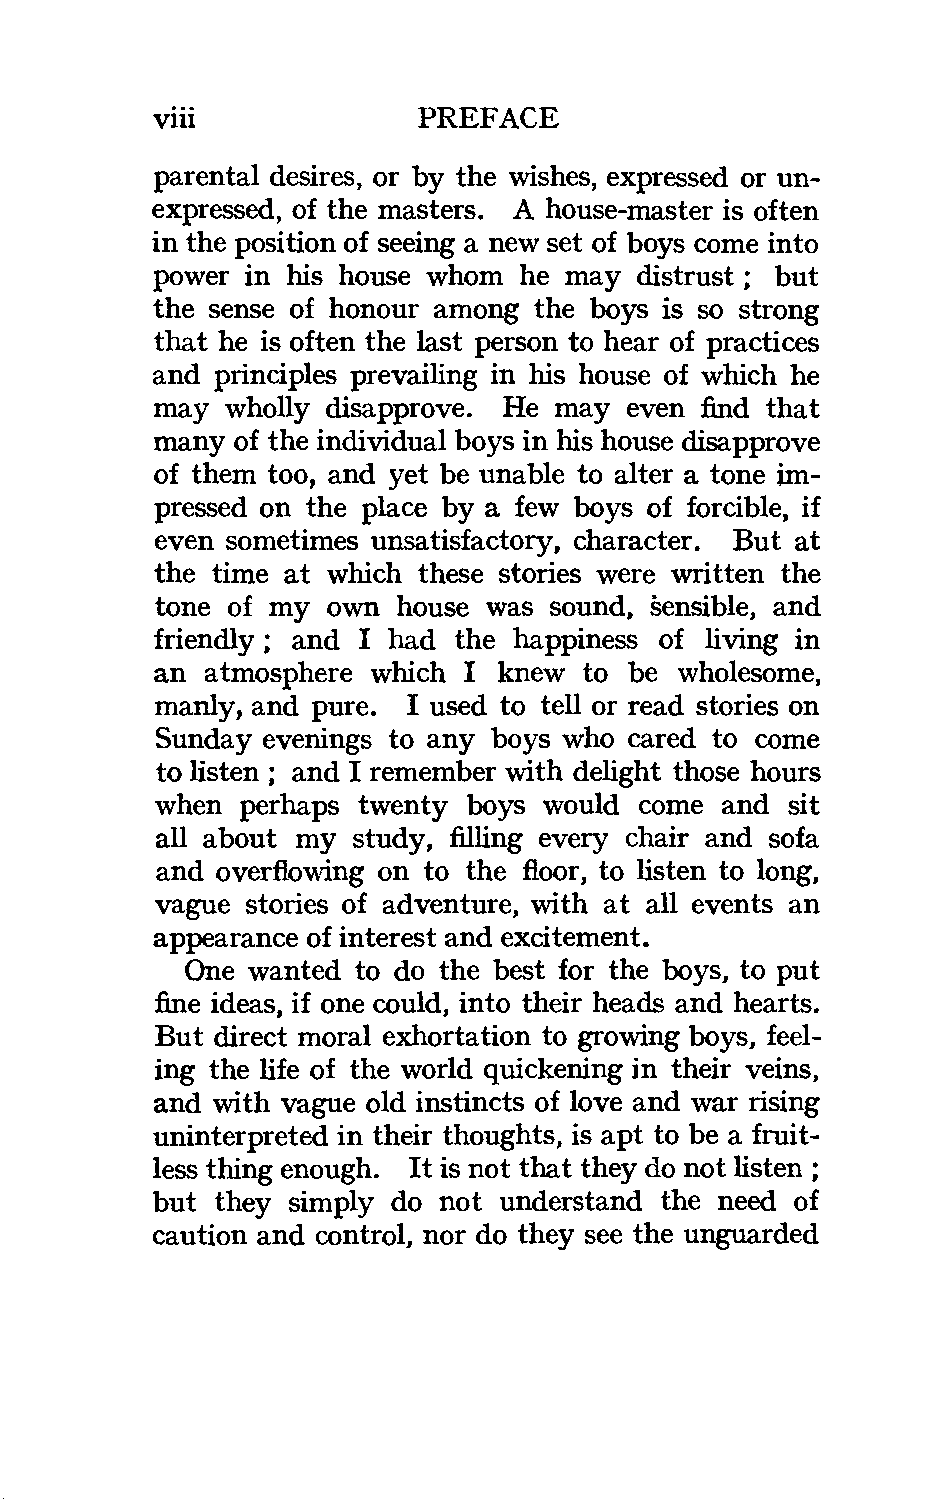 viii PREFACE
parental desires, or by the wishes, expressed or un-
expressed, of the masters. A house-master is often
in the position of seeing a new set of boys come into
power in his house whom he may distrust ; but
the sense of honour among the boys is so strong
that he is often the last person to hear of practices
and principles prevailing in his house of which he
may wholly disapprove. He may even find that
many of the individual boys in his house disapprove
of them too, and yet be unable to alter a tone im-
pressed on the place by a few boys of forcible, if
even sometimes unsatisfactory, character. But at
the time at which these stories were written the
tone of my own house was sound, sensible, and
friendly ; and I had the happiness of living in
an atmosphere which I knew to be wholesome,
manly, and pure. I used to tell or read stories on
Sunday evenings to any boys who cared to come
to listen ; and I remember with delight those hours
when perhaps twenty boys would come and sit
all about my study, filling every chair and sofa
and overflowing on to the floor, to listen to long,
vague stories of adventure, with at all events an
appearance of interest and excitement.
One wanted to do the best for the boys, to put
fine ideas, if one could, into their heads and hearts.
But direct moral exhortation to growing boys, feel-
ing the life of the world quickening in their veins,
and with vague old instincts of love and war rising
uninterpreted in their thoughts, is apt to be a fruit-
less thing enough. It is not that they do not listen ;
but they simply do not understand the need of
caution and control, nor do they see the unguarded